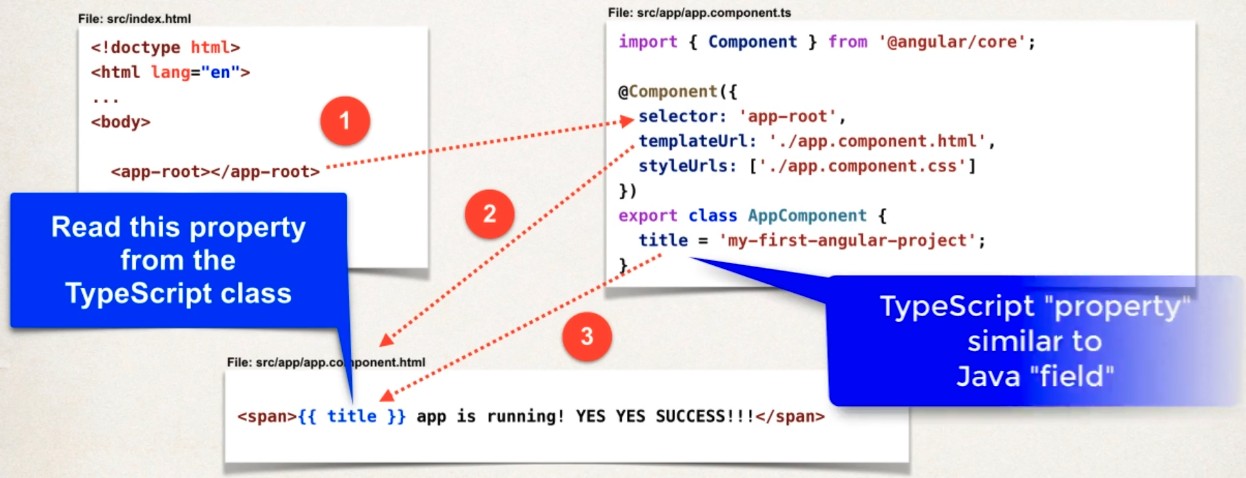 File: src/index.html
<!doctype html>
<html lang="en">
...
<body>
<app-root></app-root>
1
File: src/app/app.component.ts
import { Component } from '@angular/core';
@Component({
selector: 'app-root',
templateUrl: './app.component.html',
styleUrls: ['./app.component.css']
})
export class AppComponent {
title = 'my-first-angular-project';
}
2
Read this property
from the
TypeScript class
TypeScript "property"
similar to
Java "field"
3
File: src/app/app.component.html
<span>{{ title }} app is running! YES YES SUCCESS!!!</span>